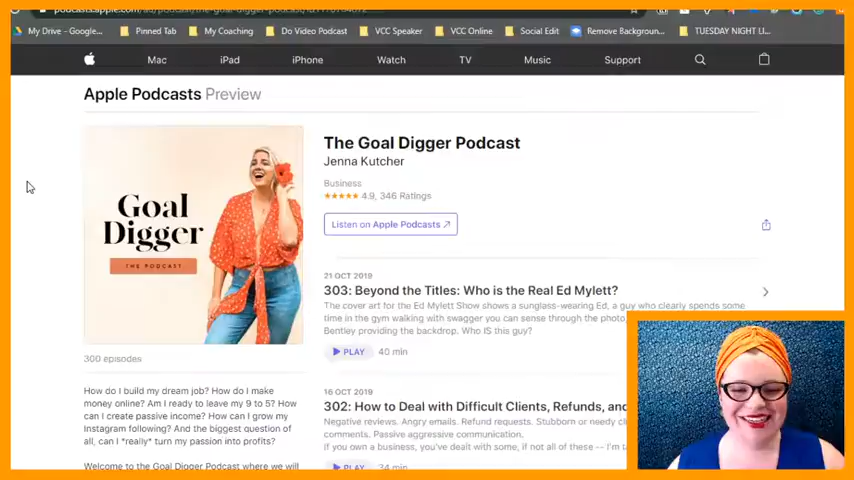 My Drive - Google... Pinned Tab My Coaching Do Video Podcast VCC Speaker VCC Online Social Edit Remove Backgroun... TUESDAY NIGHT LI...
Mac iPad iPhone Watch TV Music Support
Apple Podcasts Preview
Goal
Digger
THE PODCAST
300 episodes
How do I build my dream job? How do I make
money online? Am I ready to leave my 9 to 5? How
can I create passive income? How can I grow my
Instagram following? And the biggest question of
all, can I *really* turn my passion into profits?
Welcome to the Goal Digger Podcast where we will
The Goal Digger Podcast
Jenna Kutcher
Business
★★★★★ 4.9, 346 Ratings
Listen on Apple Podcasts ↗
21 OCT 2019
303: Beyond the Titles: Who is the Real Ed Mylett?
The cover art for the Ed Mylett Show shows a sunglass-wearing Ed, a guy who clearly spends some
time in the gym walking with swagger you can sense through the photo,
Bentley providing the backdrop. Who IS this guy?
PLAY 40 min
16 OCT 2019
302: How to Deal with Difficult Clients, Refunds, and
Negative reviews. Angry emails. Refund requests. Stubborn or needy
comments. Passive aggressive communication.
If you own a business, you've dealt with some, if not all of these -- I'm
PLAY 34 min